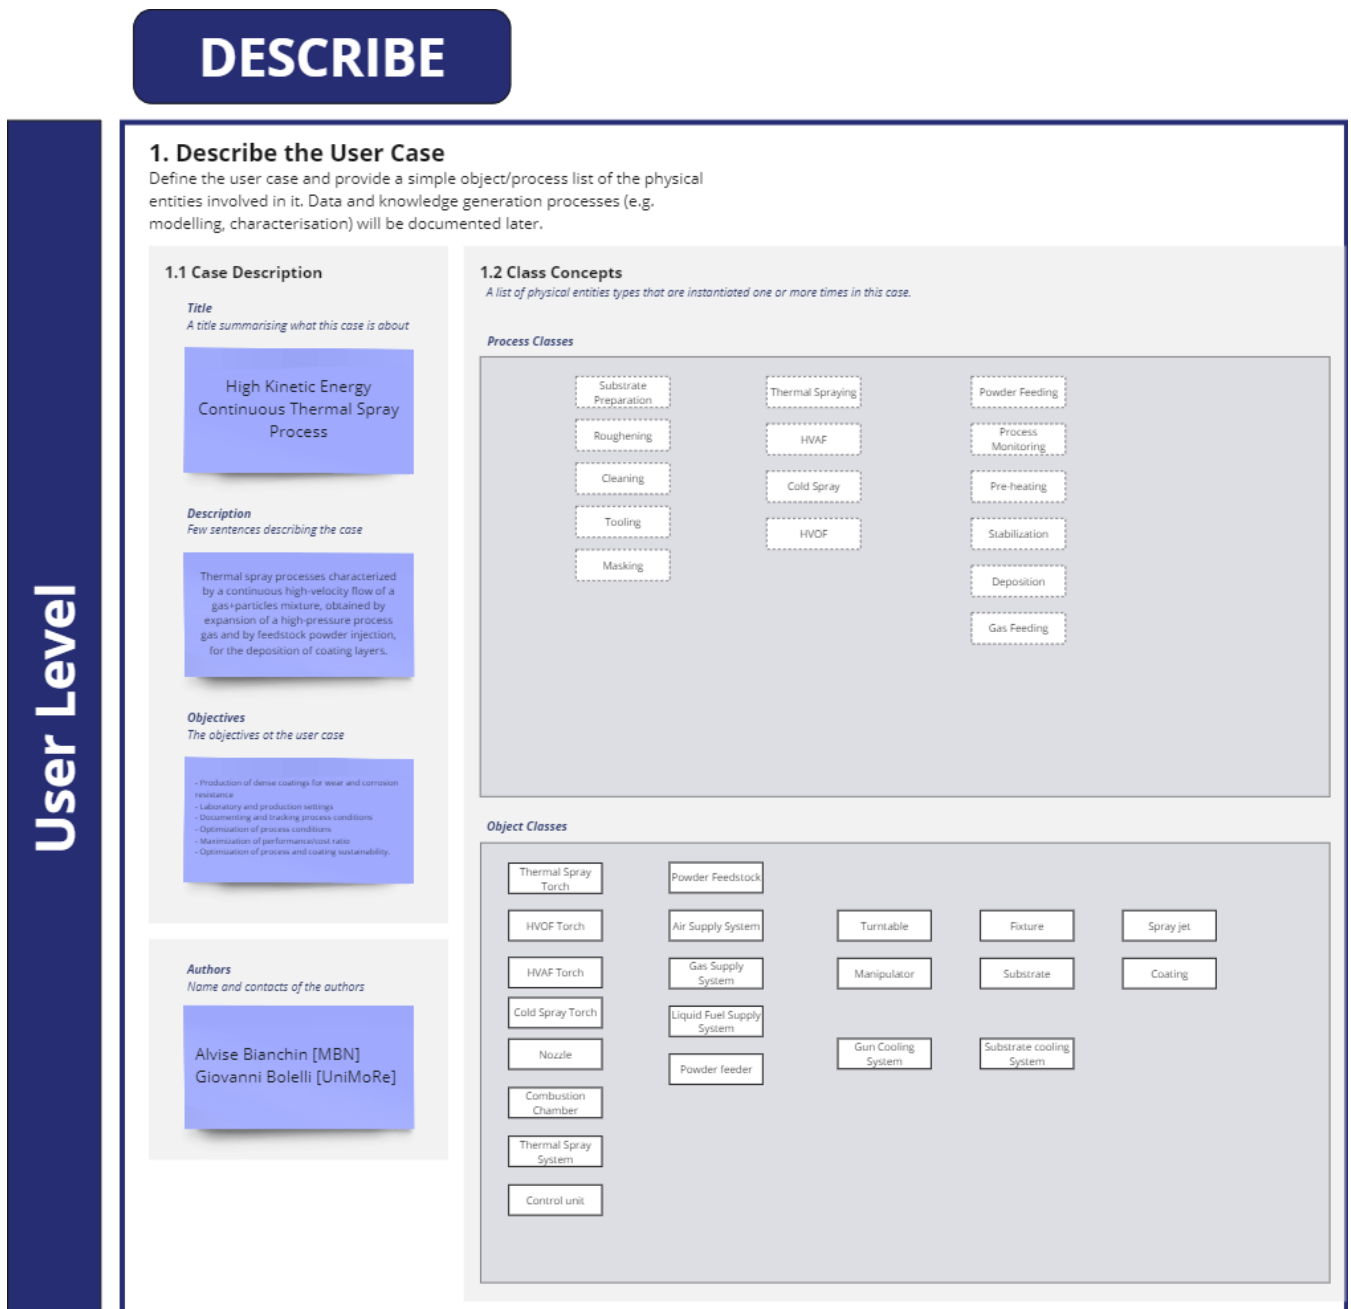 DESCRIBE
User Level
1. Describe the User Case
Define the user case and provide a simple object/process list of the physical
entities involved in it. Data and knowledge generation processes (e.g.
modelling, characterisation) will be documented later.
1.1 Case Description
Title
A title summarising what this case is about
High Kinetic Energy
Continuous Thermal Spray
Process
Description
Few sentences describing the case
Thermal spray processes characterized
by a continuous high-velocity flow of a
gas+particles mixture, obtained by
expansion of a high-pressure process
gas and by feedstock powder injection,
for the deposition of coating layers.
Objectives
The objectives ot the user case
- Production of dense coatings for wear and corrosion
resistance
- Laboratory and production settings
- Documenting and tracking process conditions
- Optimization of process conditions
- Maximization of performance/cost ratio
- Optimization of process and coating sustainability.
Authors
Name and contacts of the authors
Alvise Bianchin [MBN]
Giovanni Bolelli [UniMoRe]
1.2 Class Concepts
A list of physical entities types that are instantiated one or more times in this case.
Process Classes
Substrate
Preparation
Roughening
Cleaning
Tooling
Masking
Thermal Spraying
HVAF
Cold Spray
HVOF
Powder Feeding
Process
Monitoring
Pre-heating
Stabilization
Deposition
Gas Feeding
Object Classes
Thermal Spray
Torch
HVOF Torch
HVAF Torch
Cold Spray Torch
Nozzle
Combustion
Chamber
Thermal Spray
System
Control unit
Powder Feedstock
Air Supply System
Gas Supply
System
Liquid Fuel Supply
System
Powder feeder
Turntable
Manipulator
Gun Cooling
System
Fixture
Substrate
Substrate cooling
System
Spray jet
Coating